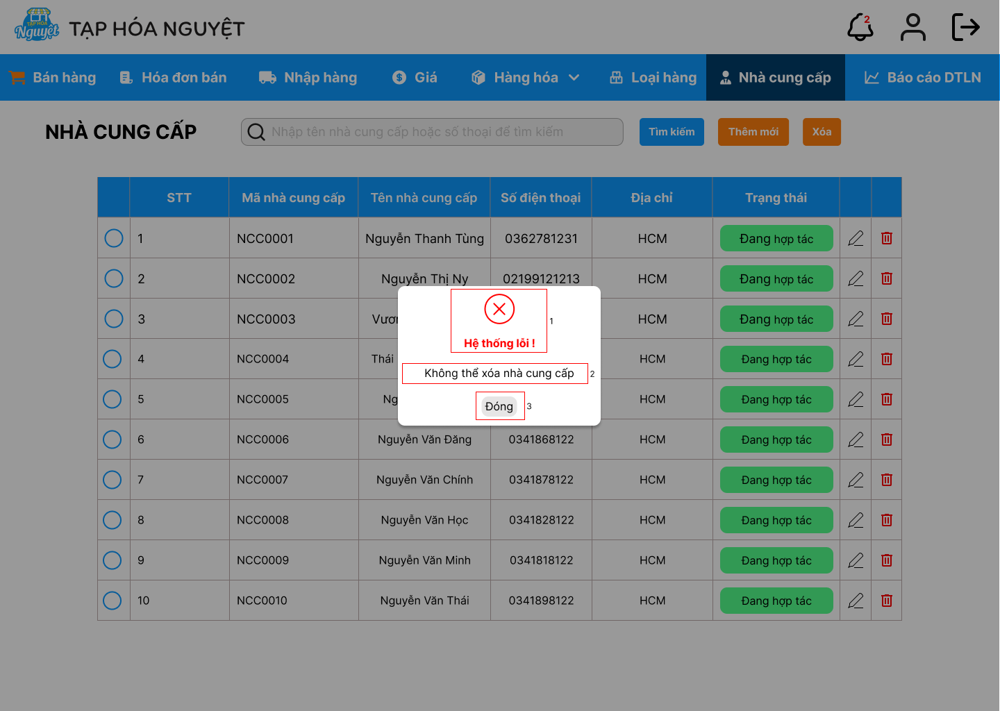 TẠP HÓA
Nguyệt
TẠP HÓA NGUYỆT
2
Bán hàng Hóa đơn bán Nhập hàng Giá Hàng hóa Loại hàng Nhà cung cấp Báo cáo DTLN
NHÀ CUNG CẤP Nhập tên nhà cung cấp hoặc số thoại để tìm kiếm Tìm kiếm Thêm mới Xóa
STT Mã nhà cung cấp Tên nhà cung cấp Số điện thoại Địa chỉ Trạng thái
1 NCC0001 Nguyễn Thanh Tùng 0362781231 HCM Đang hợp tác
2 NCC0002 Nguyễn Thị Ny 02199121213 HCM Đang hợp tác
3 NCC0003 HCM Đang hợp tác
4 NCC0004 Thái HCM Đang hợp tác
5 NCC0005 HCM Đang hợp tác
6 NCC0006 Nguyễn Văn Đăng 0341868122 HCM Đang hợp tác
7 NCC0007 Nguyễn Văn Chính 0341878122 HCM Đang hợp tác
8 NCC0008 Nguyễn Văn Học 0341828122 HCM Đang hợp tác
9 NCC0009 Nguyễn Văn Minh 0341818122 HCM Đang hợp tác
10 NCC0010 Nguyễn Văn Thái 0341898122 HCM Đang hợp tác
1
Hệ thống lỗi !
Không thể xóa nhà cung cấp 2
Đóng 3